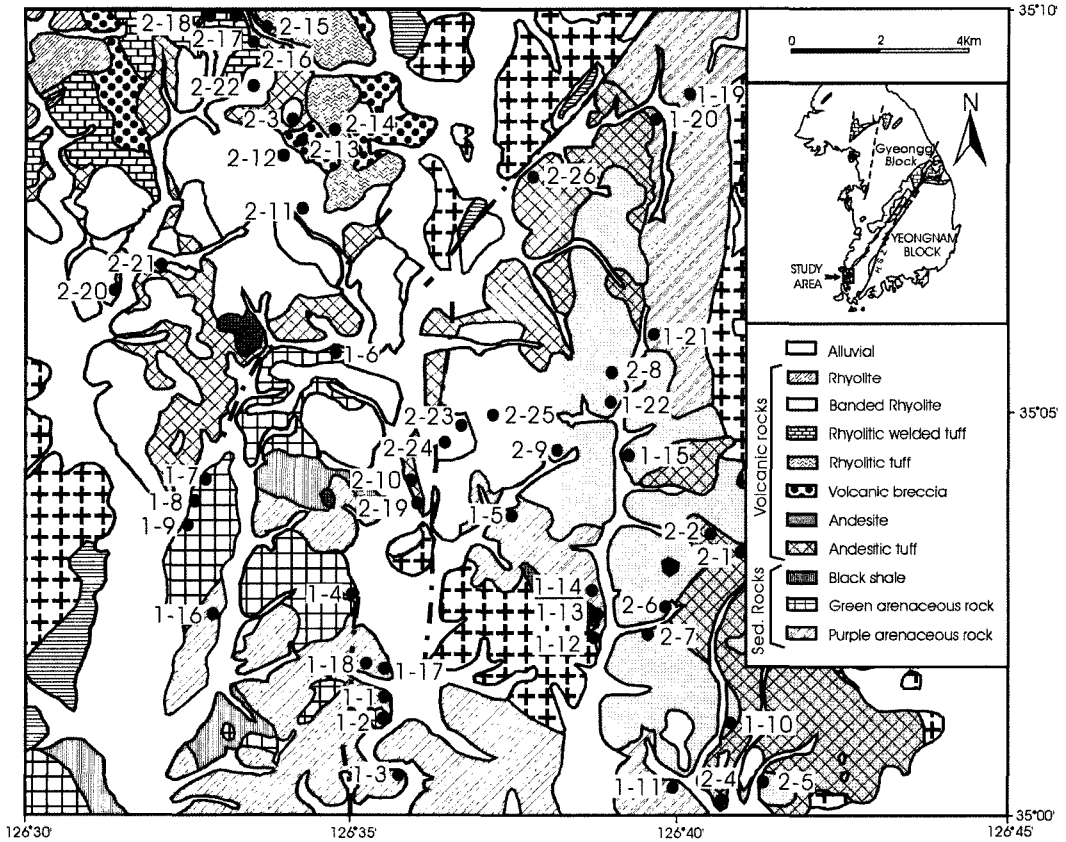 2-18
2-15
2-17
2-16
2-22
2-3
2-14
2-12
2-13
2-11
2-21
2-20
1-6
1-19
1-20
2-26
1-21
2-8
1-22
2-23
2-25
2-24
2-9
1-15
1-7
2-10
1-8
2-19
1-5
1-9
2-2
2-1
1-14
1-4
1-13
2-6
1-16
1-12
2-7
1-18
1-17
1-1
1-2
1-10
1-3
1-11
2-4
2-5
0 2 4Km
N
Gyeonggi
Block
YEONGNAM
BLOCK
H S Z
STUDY
AREA
Alluvial
Volcanic rocks
Rhyolite
Banded Rhyolite
Rhyolitic welded tuff
Rhyolitic tuff
Volcanic breccia
Andesite
Andesitic tuff
Sed. Rocks
Black shale
Green arenaceous rock
Purple arenaceous rock
35°10'
35°05'
35°00'
126°30' 126°35' 126°40' 126°45'